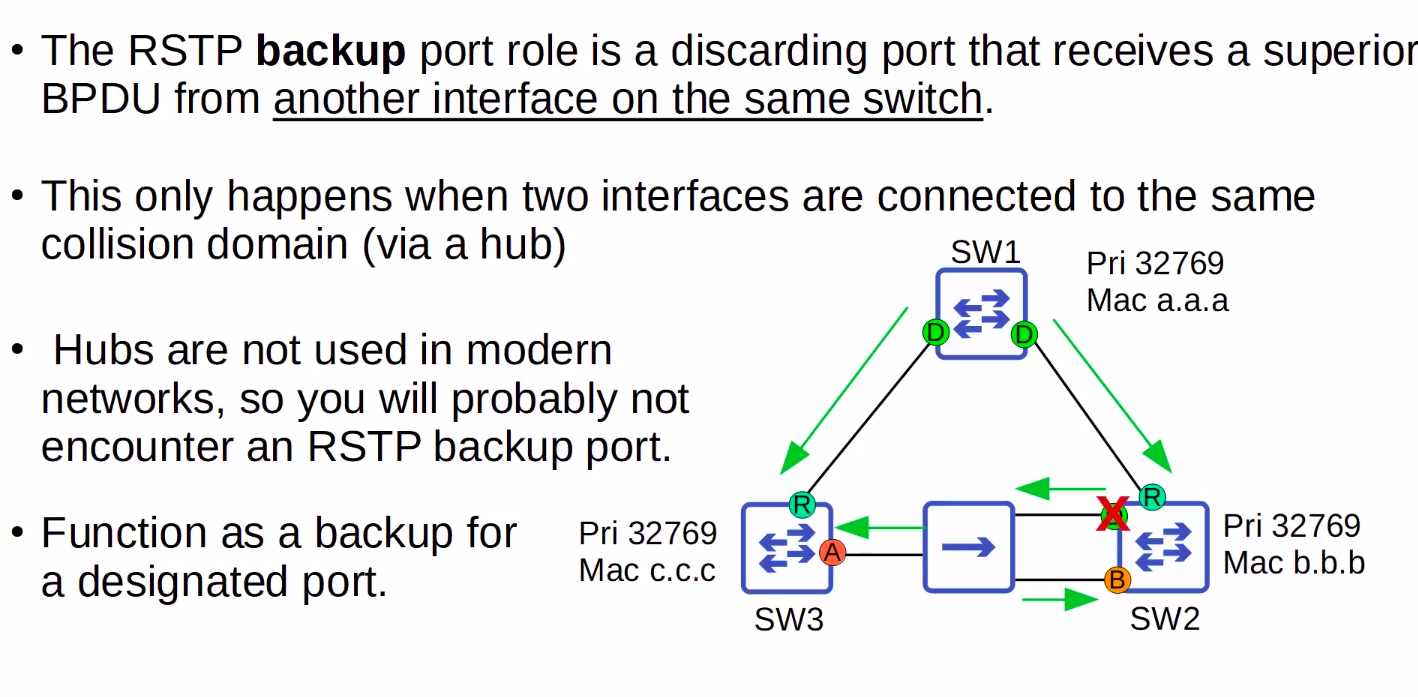 • The RSTP backup port role is a discarding port that receives a superior
BPDU from another interface on the same switch.
• This only happens when two interfaces are connected to the same
collision domain (via a hub)
• Hubs are not used in modern
networks, so you will probably not
encounter an RSTP backup port.
• Function as a backup for
a designated port.
SW1
Pri 32769
Mac a.a.a
D
D
R
R
A
X
B
Pri 32769
Mac c.c.c
SW3
Pri 32769
Mac b.b.b
SW2